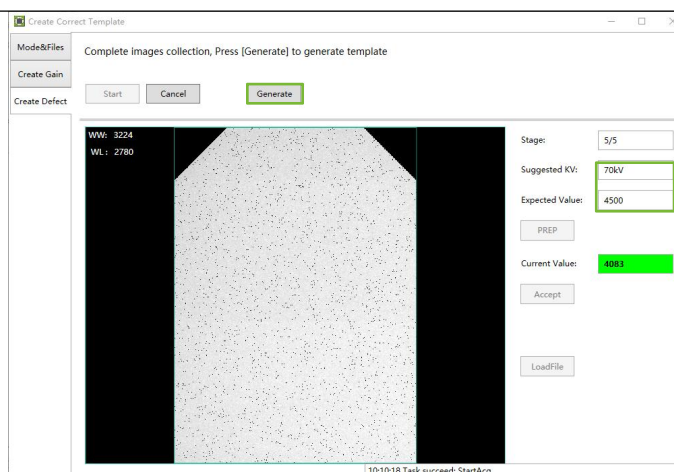 Create Correct Template
Mode&Files
Complete images collection, Press [Generate] to generate template
Create Gain
Start
Cancel
Generate
Create Defect
WW: 3224
WL: 2780
Stage:
5/5
Suggested KV:
70kV
Expected Value:
4500
PREP
Current Value:
4083
Accept
LoadFile
10:10:18 Task succeed: StartAcq